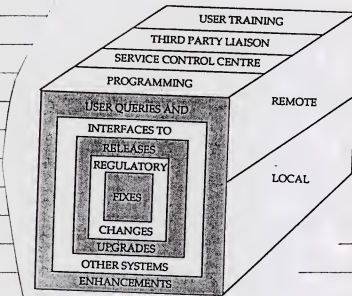 USER TRAINING
THIRD PARTY LIAISON
SERVICE CONTROL CENTRE
PROGRAMMING
USER QUERIES AND
REMOTE
INTERFACES TO
RELEASES
REGULATORY
LOCAL
FIXES
CHANGES
UPGRADES
OTHER SYSTEMS
ENHANCEMENTS